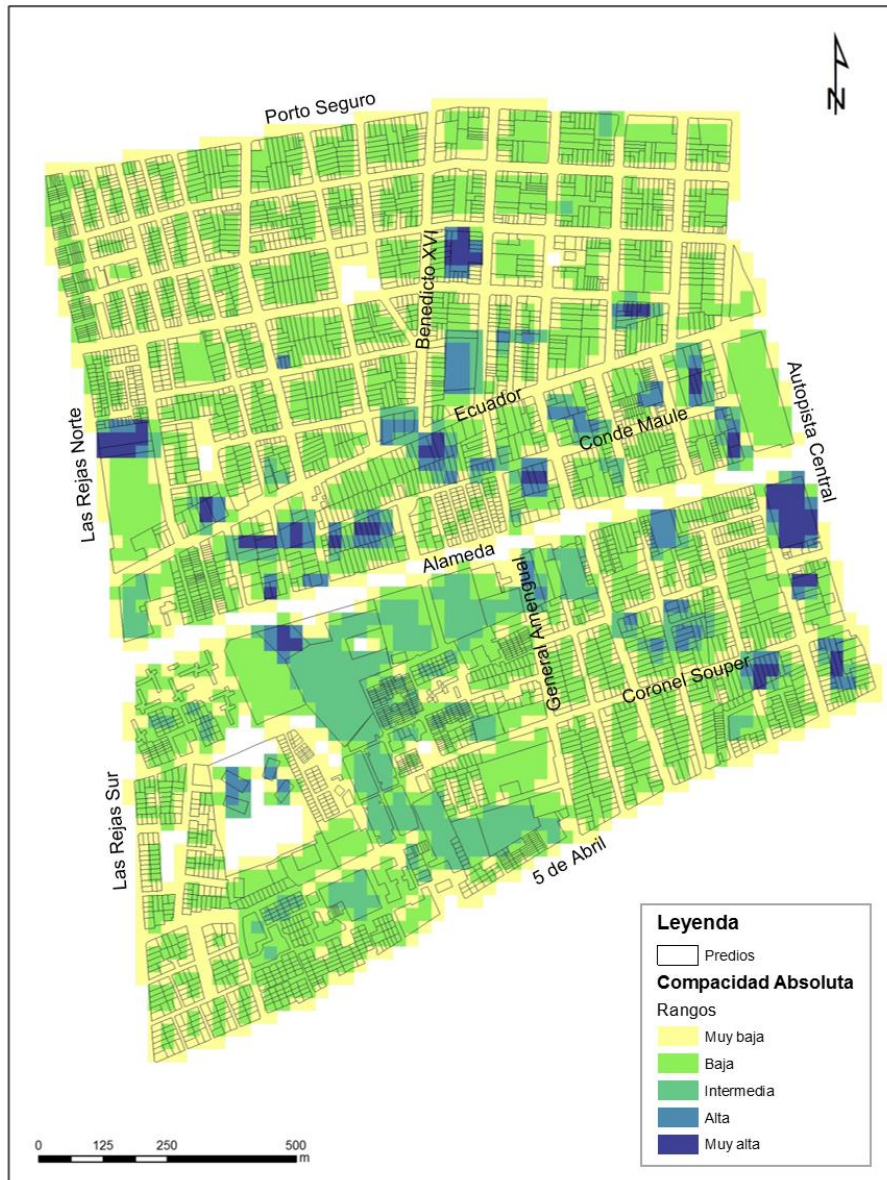 N
Porto Seguro
Benedicto XVI
Ecuador
Las Rejas Norte
Conde Maule
Autopista Central
Alameda
General Amengual
Coronel Souper
Las Rejas Sur
5 de Abril
Leyenda
Predios
Compacidad Absoluta
Rangos
Muy baja
Baja
Intermedia
Alta
Muy alta
0 125 250 500
m